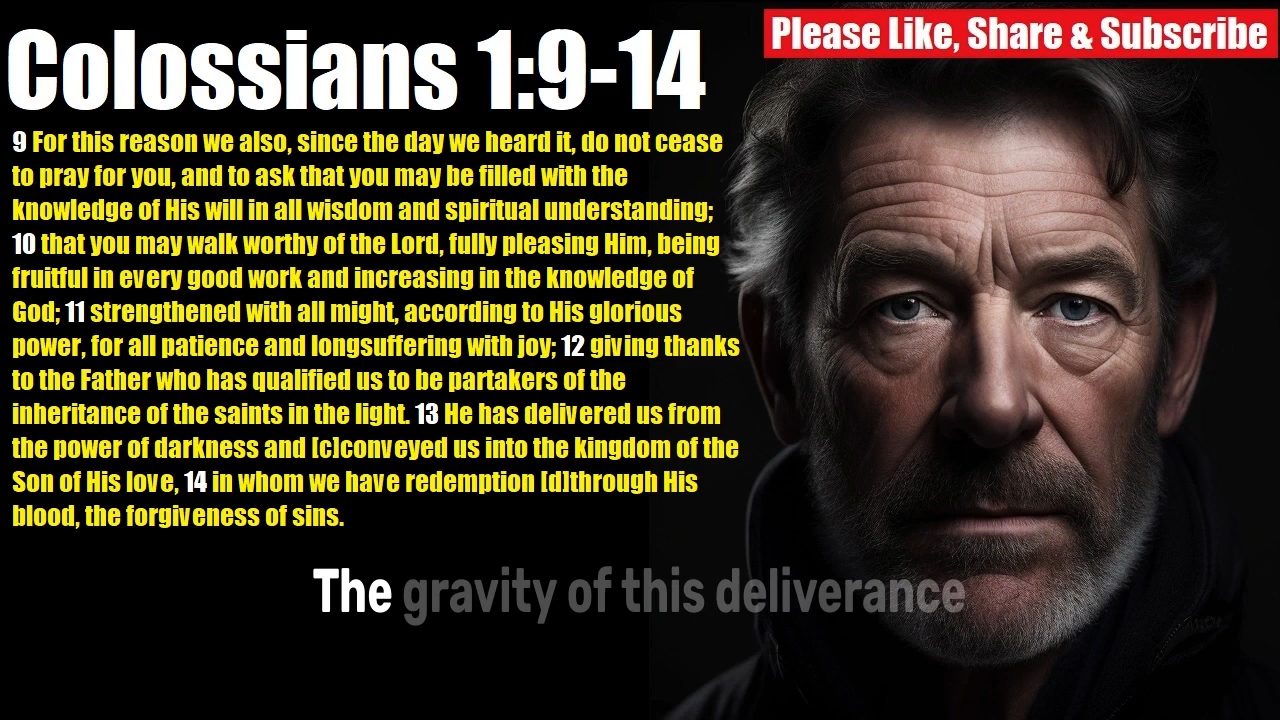 Colossians 1:9-14
Please Like, Share & Subscribe
9 For this reason we also, since the day we heard it, do not cease
to pray for you, and to ask that you may be filled with the
knowledge of His will in all wisdom and spiritual understanding;
10 that you may walk worthy of the Lord, fully pleasing Him, being
fruitful in every good work and increasing in the knowledge of
God; 11 strengthened with all might, according to His glorious
power, for all patience and longsuffering with joy; 12 giving thanks
to the Father who has qualified us to be partakers of the
inheritance of the saints in the light. 13 He has delivered us from
the power of darkness and [c]conveyed us into the kingdom of the
Son of His love, 14 in whom we have redemption [d]through His
blood, the forgiveness of sins.
The gravity of this deliverance